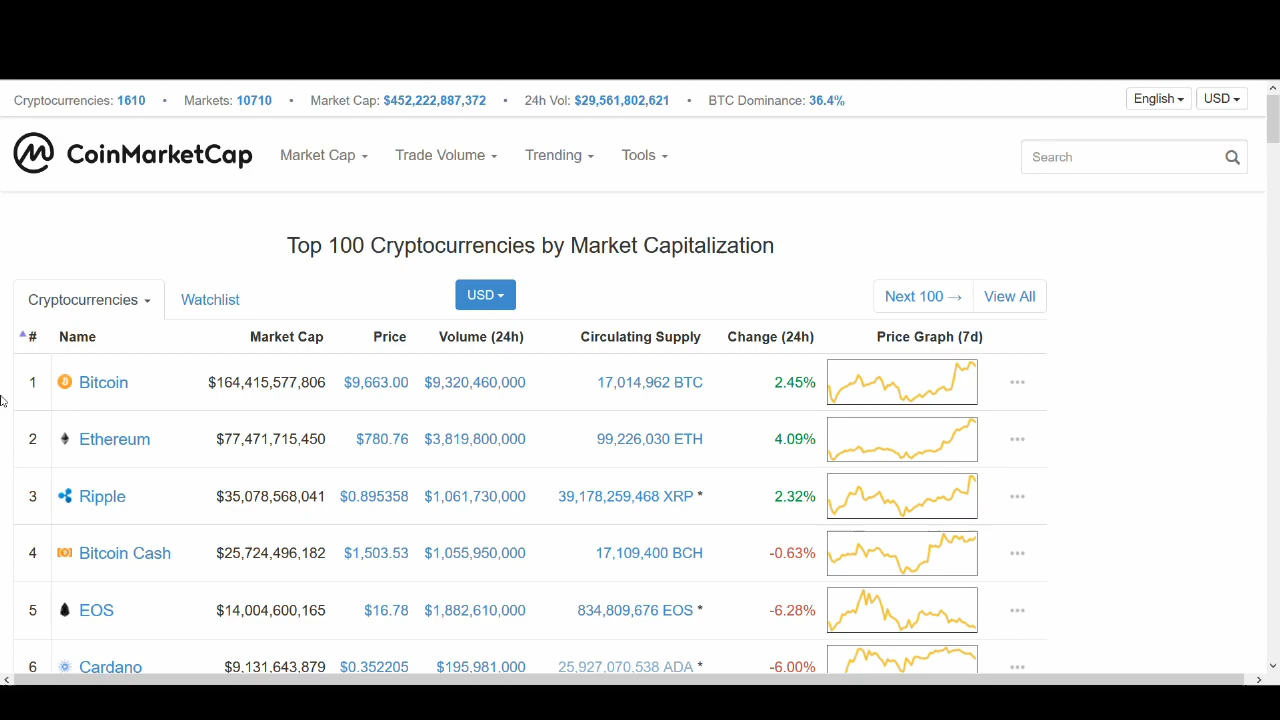 Cryptocurrencies: 1610 • Markets: 10710 • Market Cap: $452,222,887,372 • 24h Vol: $29,561,802,621 • BTC Dominance: 36.4% English USD
CoinMarketCap Market Cap Trade Volume Trending Tools Search
Top 100 Cryptocurrencies by Market Capitalization
Cryptocurrencies Watchlist USD Next 100 → View All
# Name Market Cap Price Volume (24h) Circulating Supply Change (24h) Price Graph (7d)
1 Bitcoin $164,415,577,806 $9,663.00 $9,320,460,000 17,014,962 BTC 2.45%
2 Ethereum $77,471,715,450 $780.76 $3,819,800,000 99,226,030 ETH 4.09%
3 Ripple $35,078,568,041 $0.895358 $1,061,730,000 39,178,259,468 XRP * 2.32%
4 Bitcoin Cash $25,724,496,182 $1,503.53 $1,055,950,000 17,109,400 BCH -0.63%
5 EOS $14,004,600,165 $16.78 $1,882,610,000 834,809,676 EOS * -6.28%
6 Cardano $9,131,643,879 $0.352205 $195,981,000 25,927,070,538 ADA * -6.00%